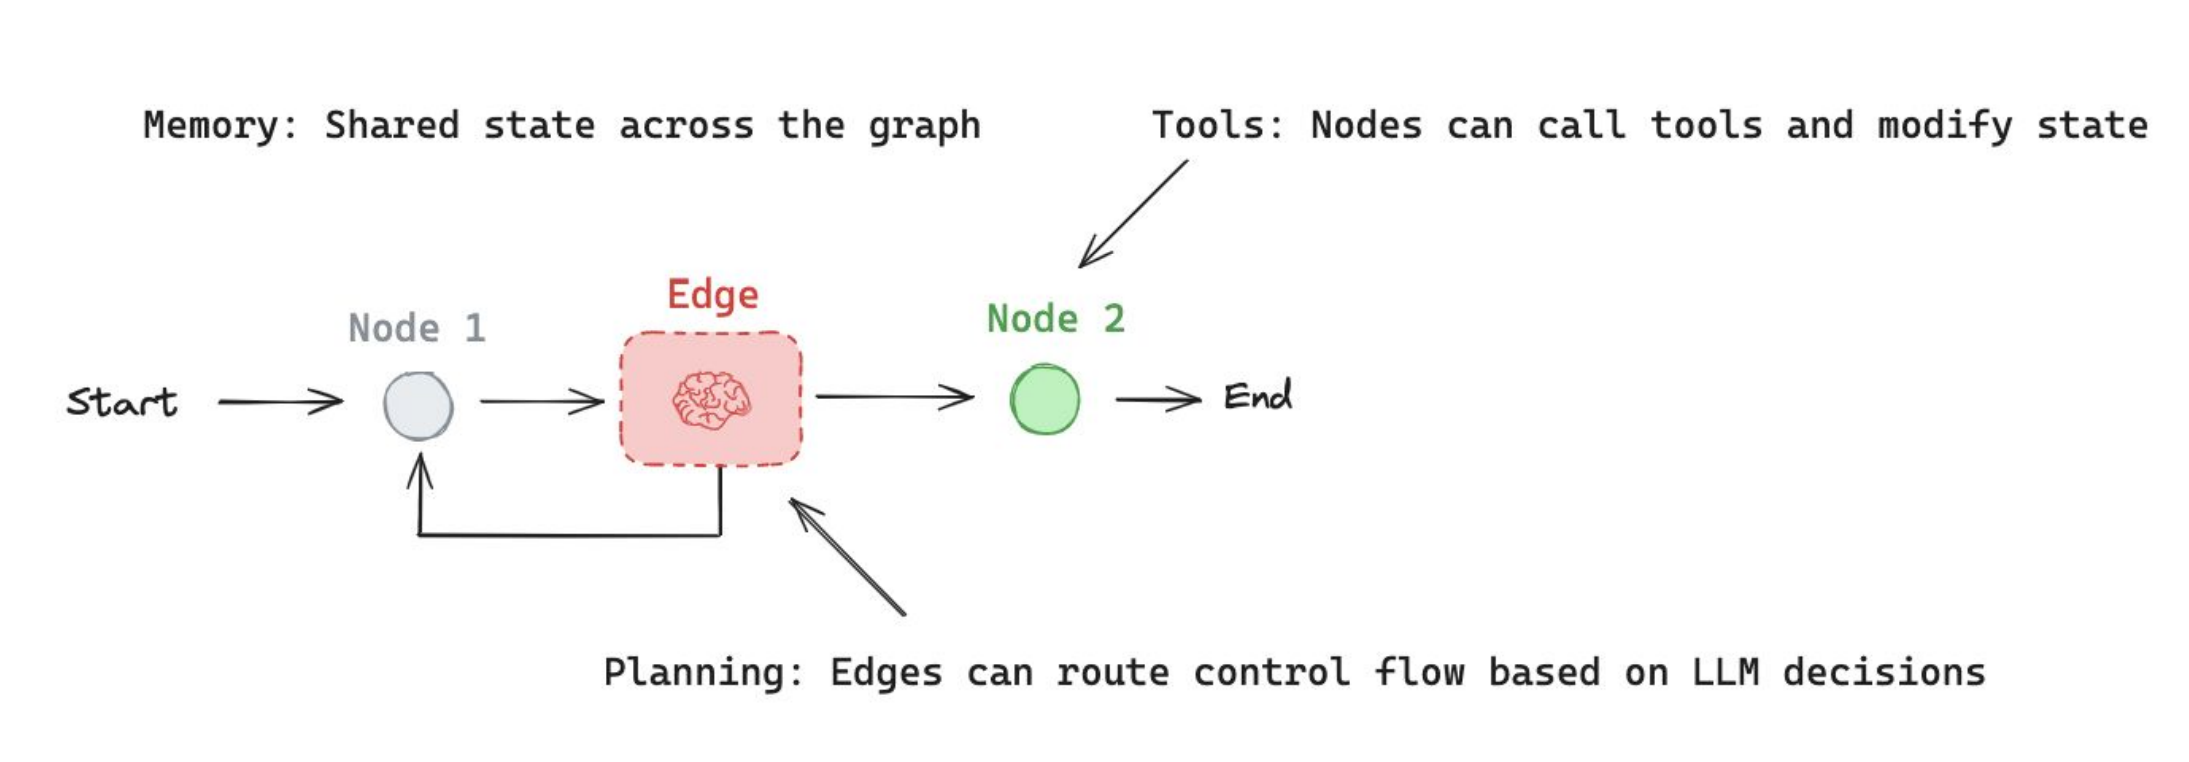 Memory: Shared state across the graph
Tools: Nodes can call tools and modify state
Edge
Node 1
Node 2
Start
End
Planning: Edges can route control flow based on LLM decisions